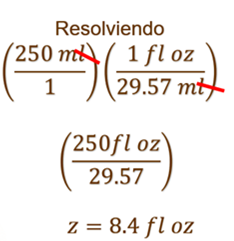 Resolviendo
(250 ml / 1) (1 fl oz / 29.57 ml)
(250fl oz / 29.57)
z = 8.4 fl oz